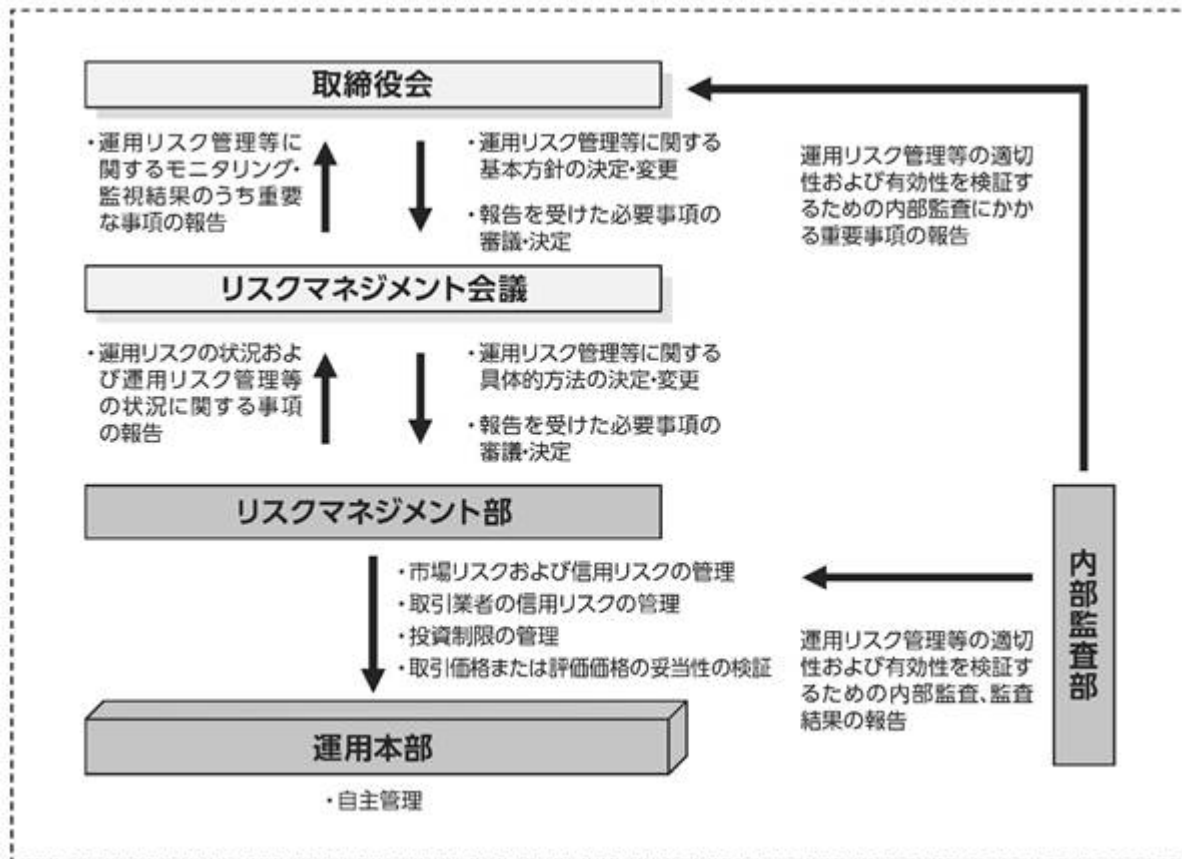 取締役会
・運用リスク管理等に
関するモニタリング・
監視結果のうち重要
な事項の報告
・運用リスク管理等に関する
基本方針の決定・変更
・報告を受けた必要事項の
審議・決定
運用リスク管理等の適切
性および有効性を検証す
るための内部監査にかか
る重要事項の報告
リスクマネジメント会議
・運用リスクの状況およ
び運用リスク管理等
の状況に関する事項
の報告
・運用リスク管理等に関する
具体的方法の決定・変更
・報告を受けた必要事項の
審議・決定
リスクマネジメント部
・市場リスクおよび信用リスクの管理
・取引業者の信用リスクの管理
・投資制限の管理
・取引価格または評価価格の妥当性の検証
内部監査部
運用リスク管理等の適切
性および有効性を検証す
るための内部監査、監査
結果の報告
運用本部
・自主管理